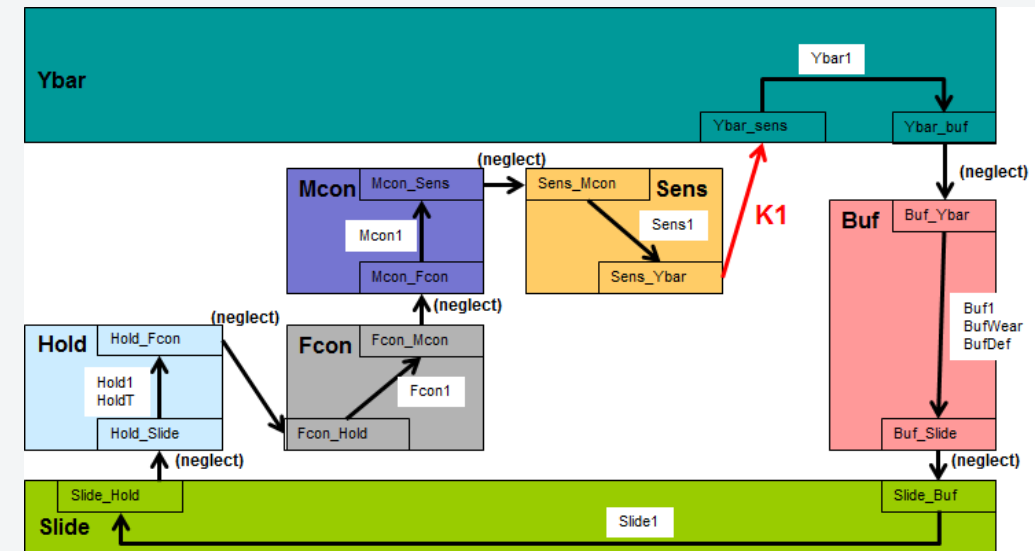 Ybar1
Ybar
Ybar_sens
Ybar_buf
(neglect)
(neglect)
Mcon
Mcon_Sens
Sens_Mcon
Sens
Buf
Buf_Ybar
K1
Mcon1
Sens1
Mcon_Fcon
Sens_Ybar
(neglect)
(neglect)
Buf1
BufWear
BufDef
Hold
Hold_Fcon
Fcon
Fcon_Mcon
Hold1
HoldT
Fcon1
Hold_Slide
Fcon_Hold
Buf_Slide
(neglect)
(neglect)
Slide_Hold
Slide_Buf
Slide
Slide1